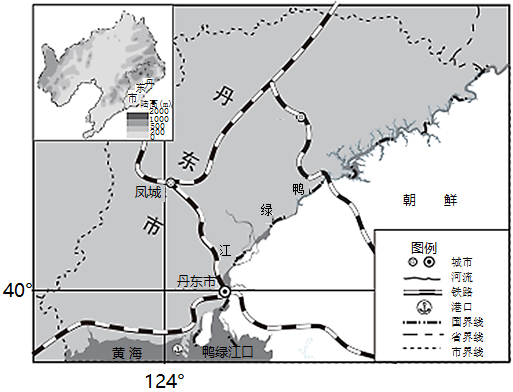 丹
东
市
陆高(m)
2000
1000
500
200
0
丹
东
市
凤城
鸭
绿
江
朝 鲜
丹东市
40°
黄海
鸭绿江口
124°
图例
城市
河流
铁路
港口
国界线
省界线
市界线